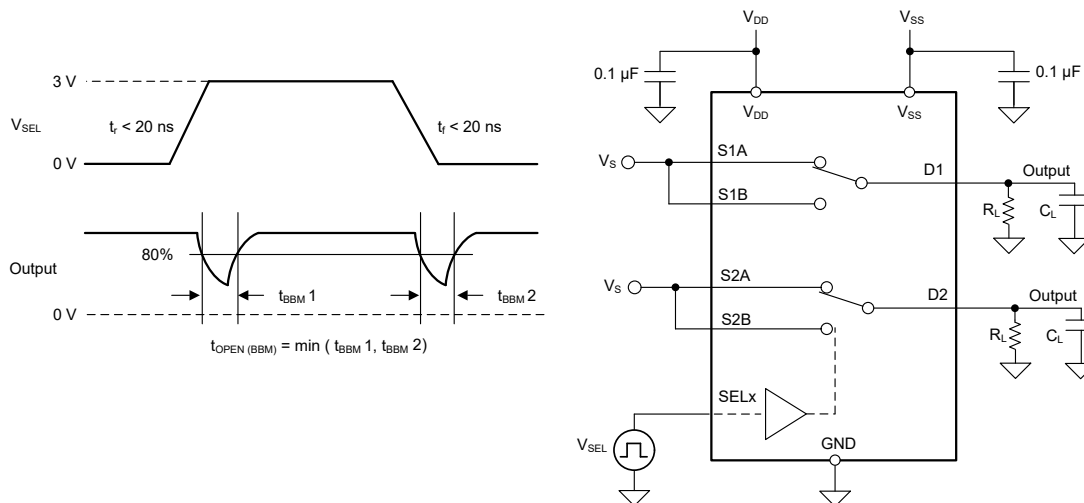 3 V
V_SEL
t_r < 20 ns
t_f < 20 ns
0 V
80%
Output
t_BBM 1
t_BBM 2
0 V
t_OPEN (BBM) = min ( t_BBM 1, t_BBM 2)
V_DD
V_SS
0.1 µF
0.1 µF
V_DD
V_SS
V_S
S1A
D1
Output
S1B
R_L
C_L
V_S
S2A
D2
Output
S2B
R_L
C_L
SELx
V_SEL
GND